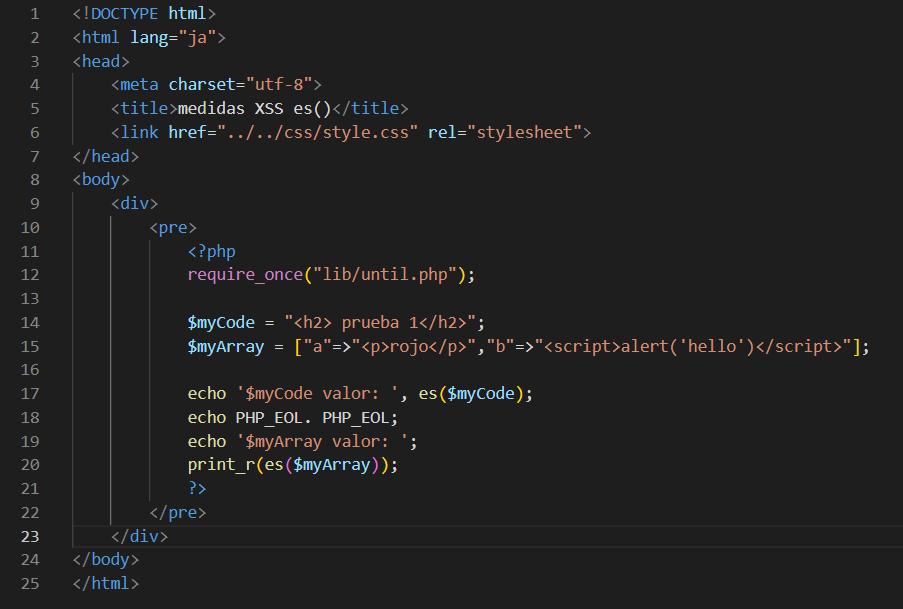 1 <!DOCTYPE html>
2 <html lang="ja">
3 <head>
4     <meta charset="utf-8">
5     <title>medidas XSS es()</title>
6     <link href="../../css/style.css" rel="stylesheet">
7 </head>
8 <body>
9     <div>
10         <pre>
11             <?php
12             require_once("lib/until.php");
13
14             $myCode = "<h2> prueba 1</h2>";
15             $myArray = ["a"=>"<p>rojo</p>","b"=>"<script>alert('hello')</script>"];
16
17             echo '$myCode valor: ', es($myCode);
18             echo PHP_EOL. PHP_EOL;
19             echo '$myArray valor: ';
20             print_r(es($myArray));
21             ?>
22         </pre>
23     </div>
24 </body>
25 </html>